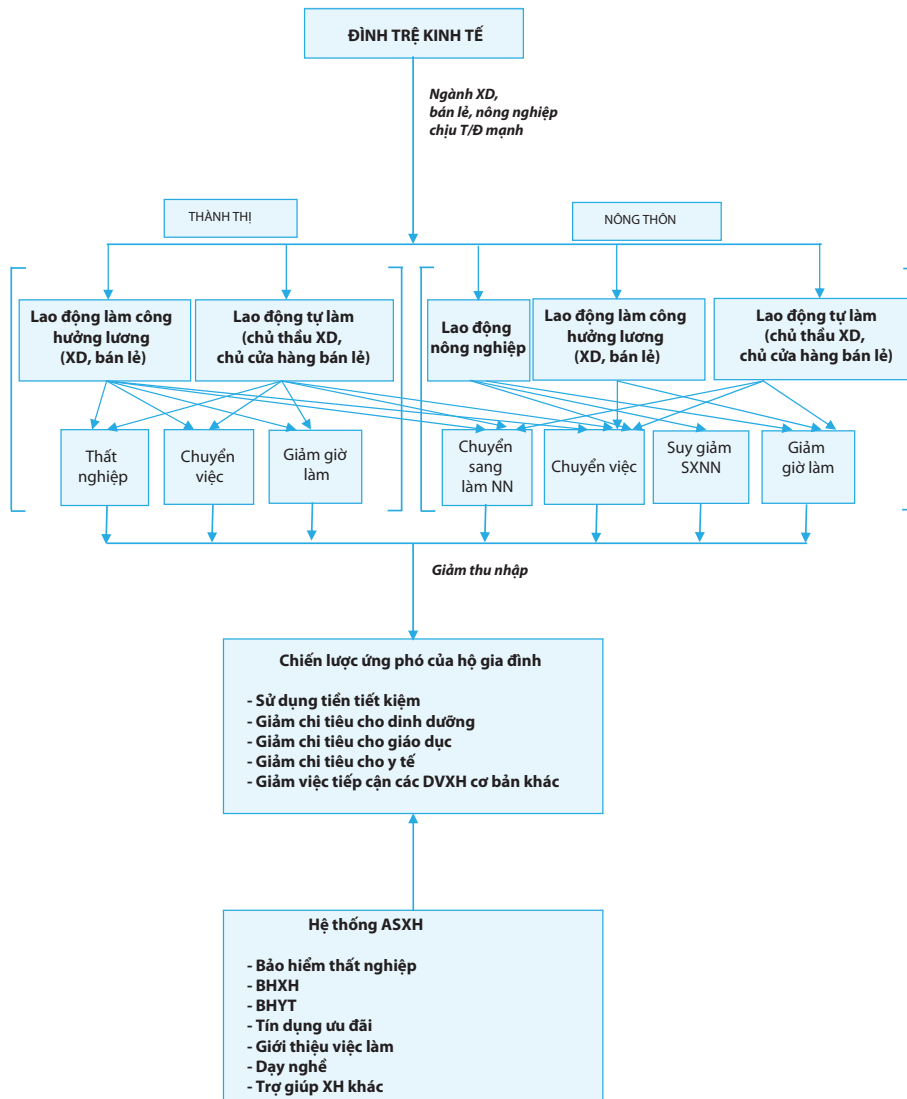 ĐÌNH TRỆ KINH TẾ
Ngành XD,
bán lẻ, nông nghiệp
chịu T/Đ mạnh
THÀNH THỊ
NÔNG THÔN
Lao động làm công
hưởng lương
(XD, bán lẻ)
Lao động tự làm
(chủ thầu XD,
chủ cửa hàng bán lẻ)
Lao động
nông nghiệp
Lao động làm công
hưởng lương
(XD, bán lẻ)
Lao động tự làm
(chủ thầu XD,
chủ cửa hàng bán lẻ)
Thất
nghiệp
Chuyển
việc
Giảm giờ
làm
Chuyển
sang
làm NN
Chuyển việc
Suy giảm
SXNN
Giảm
giờ làm
Giảm thu nhập
Chiến lược ứng phó của hộ gia đình
- Sử dụng tiền tiết kiệm
- Giảm chi tiêu cho dinh dưỡng
- Giảm chi tiêu cho giáo dục
- Giảm chi tiêu cho y tế
- Giảm việc tiếp cận các DVXH cơ bản khác
Hệ thống ASXH
- Bảo hiểm thất nghiệp
- BHXH
- BHYT
- Tín dụng ưu đãi
- Giới thiệu việc làm
- Dạy nghề
- Trợ giúp XH khác